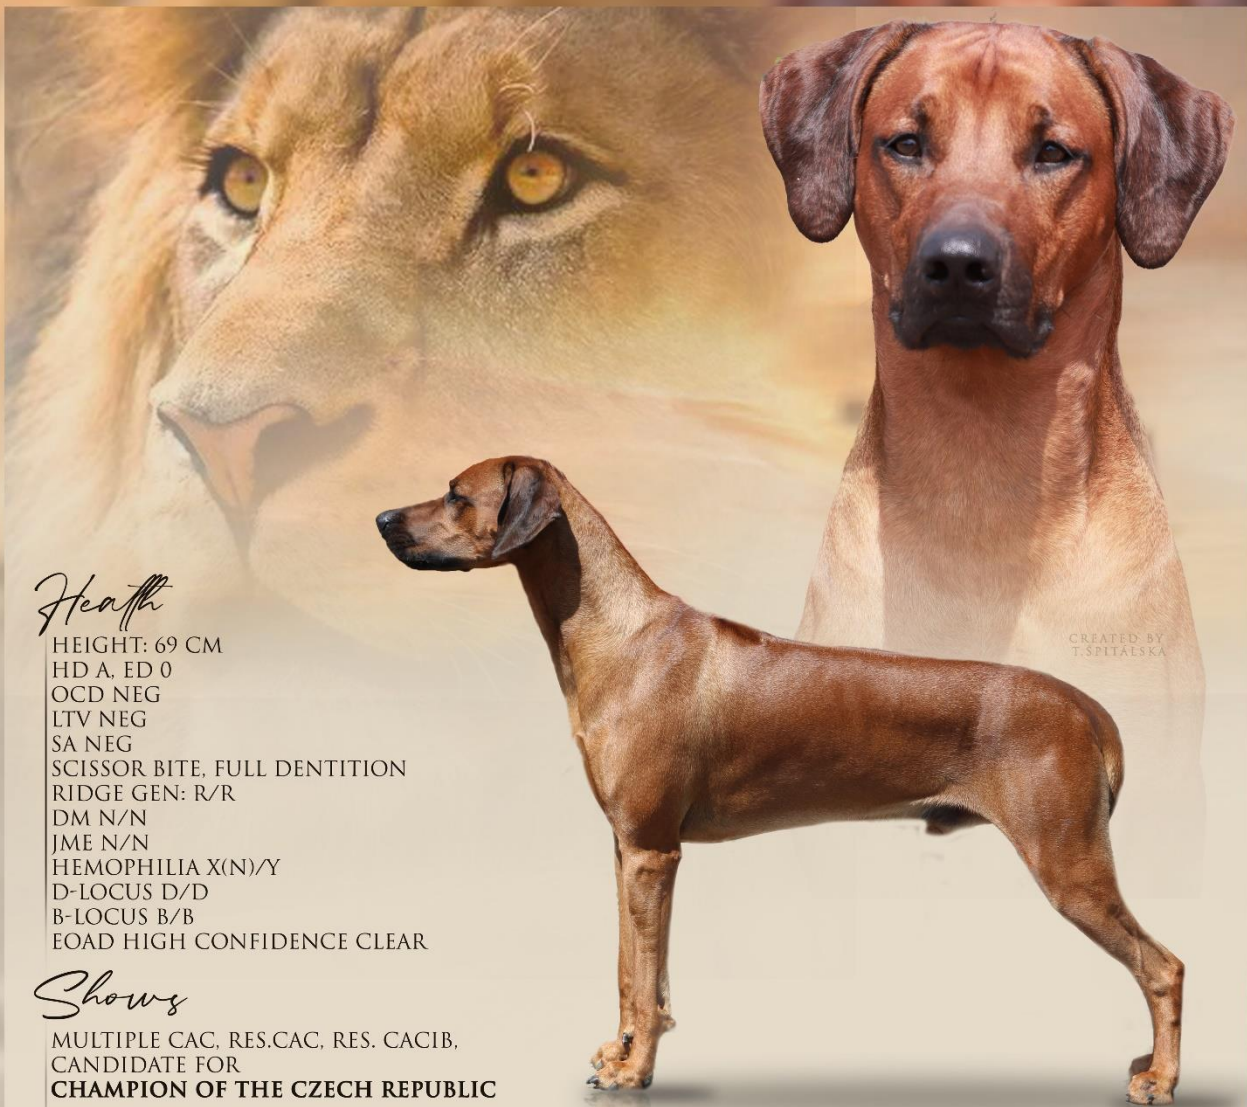 Health
HEIGHT: 69 CM
HD A, ED 0
OCD NEG
LTV NEG
SA NEG
SCISSOR BITE, FULL DENTITION
RIDGE GEN: R/R
DM N/N
JME N/N
HEMOPHILIA X(N)/Y
D-LOCUS D/D
B-LOCUS B/B
EOAD HIGH CONFIDENCE CLEAR
Shows
MULTIPLE CAC, RES.CAC, RES. CACIB,
CANDIDATE FOR
CHAMPION OF THE CZECH REPUBLIC
CREATED BY
T.ŠPITÁLSKÁ